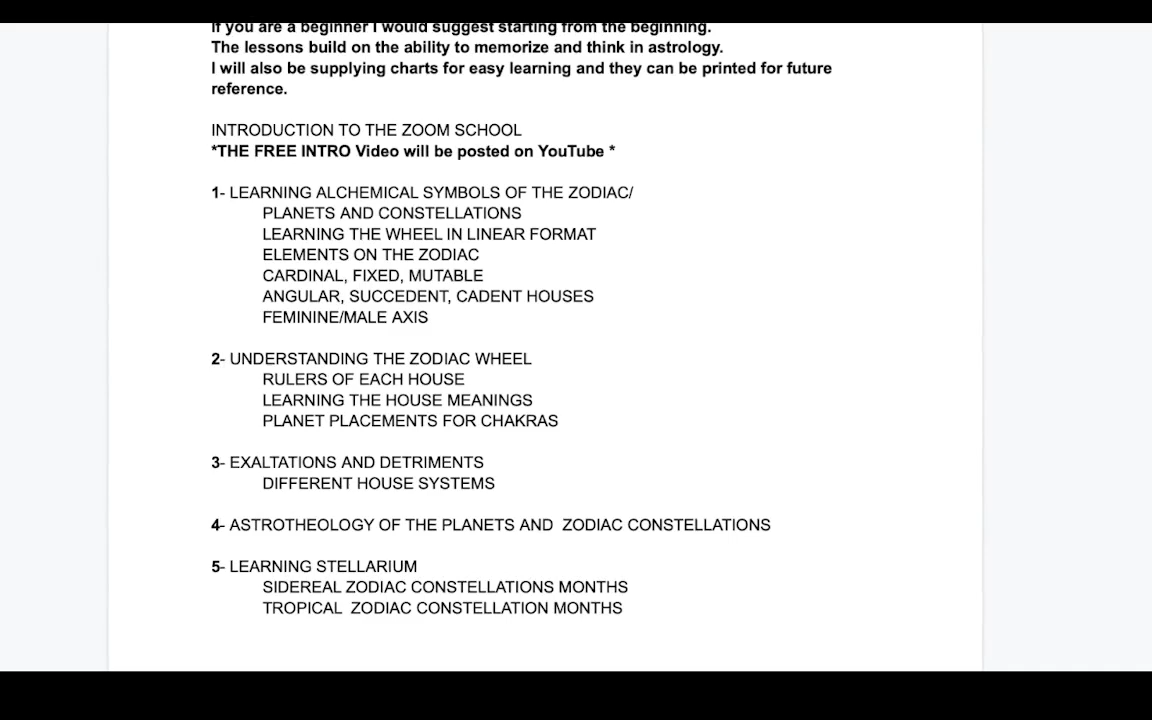 If you are a beginner I would suggest starting from the beginning.
The lessons build on the ability to memorize and think in astrology.
I will also be supplying charts for easy learning and they can be printed for future
reference.
INTRODUCTION TO THE ZOOM SCHOOL
*THE FREE INTRO Video will be posted on YouTube *
1- LEARNING ALCHEMICAL SYMBOLS OF THE ZODIAC/
PLANETS AND CONSTELLATIONS
LEARNING THE WHEEL IN LINEAR FORMAT
ELEMENTS ON THE ZODIAC
CARDINAL, FIXED, MUTABLE
ANGULAR, SUCCEDENT, CADENT HOUSES
FEMININE/MALE AXIS
2- UNDERSTANDING THE ZODIAC WHEEL
RULERS OF EACH HOUSE
LEARNING THE HOUSE MEANINGS
PLANET PLACEMENTS FOR CHAKRAS
3- EXALTATIONS AND DETRIMENTS
DIFFERENT HOUSE SYSTEMS
4- ASTROTHEOLOGY OF THE PLANETS AND  ZODIAC CONSTELLATIONS
5- LEARNING STELLARIUM
SIDEREAL ZODIAC CONSTELLATIONS MONTHS
TROPICAL  ZODIAC CONSTELLATION MONTHS